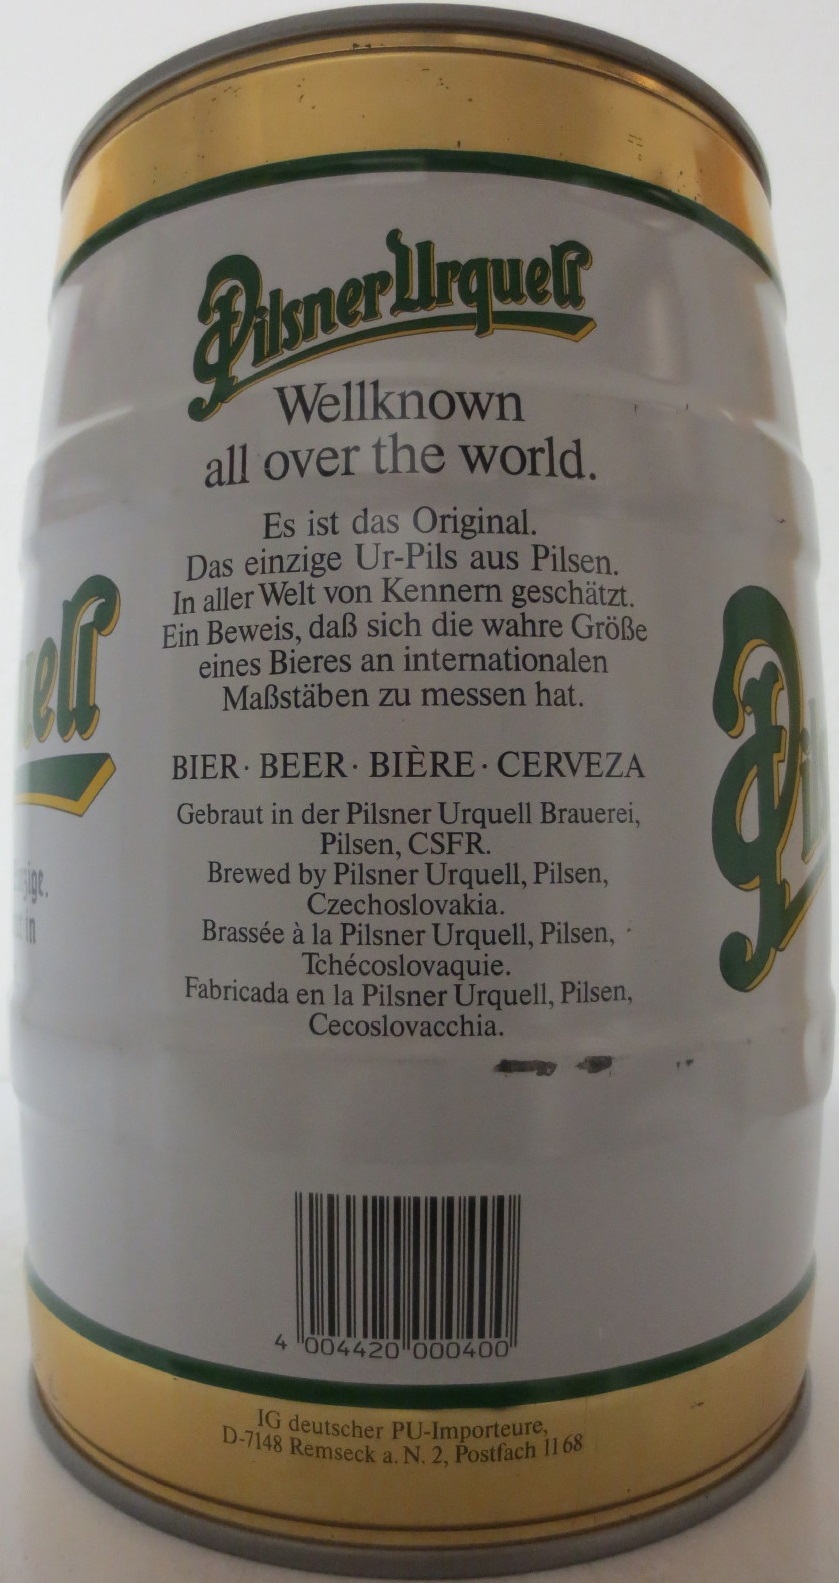 Pilsner Urquell
Wellknown
all over the world.
Es ist das Original.
Das einzige Ur-Pils aus Pilsen.
In aller Welt von Kennern geschätzt.
Ein Beweis, daß sich die wahre Größe
eines Bieres an internationalen
Maßstäben zu messen hat.
BIER · BEER · BIÈRE · CERVEZA
Gebraut in der Pilsner Urquell Brauerei,
Pilsen, CSFR.
Brewed by Pilsner Urquell, Pilsen,
Czechoslovakia.
Brassée à la Pilsner Urquell, Pilsen,
Tchécoslovaquie.
Fabricada en la Pilsner Urquell, Pilsen,
Cecoslovacchia.
4 004420 000400
IG deutscher PU-Importeure,
D-7148 Remseck a. N. 2, Postfach 11 68